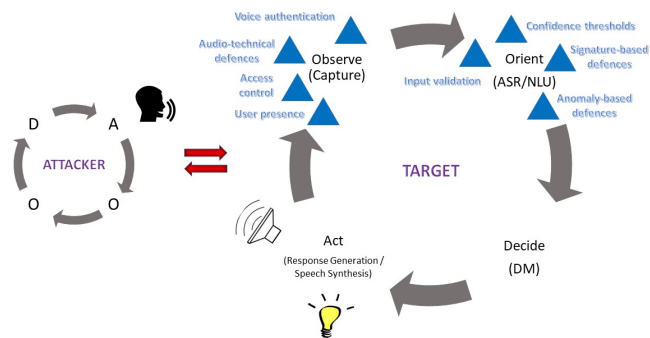 Voice authentication
Audio-technical
defences
Access
control
User presence
Observe
(Capture)
Confidence thresholds
Signature-based
defences
Input validation
Orient
(ASR/NLU)
Anomaly-based
defences
D
A
ATTACKER
O
O
TARGET
Act
(Response Generation /
Speech Synthesis)
Decide
(DM)